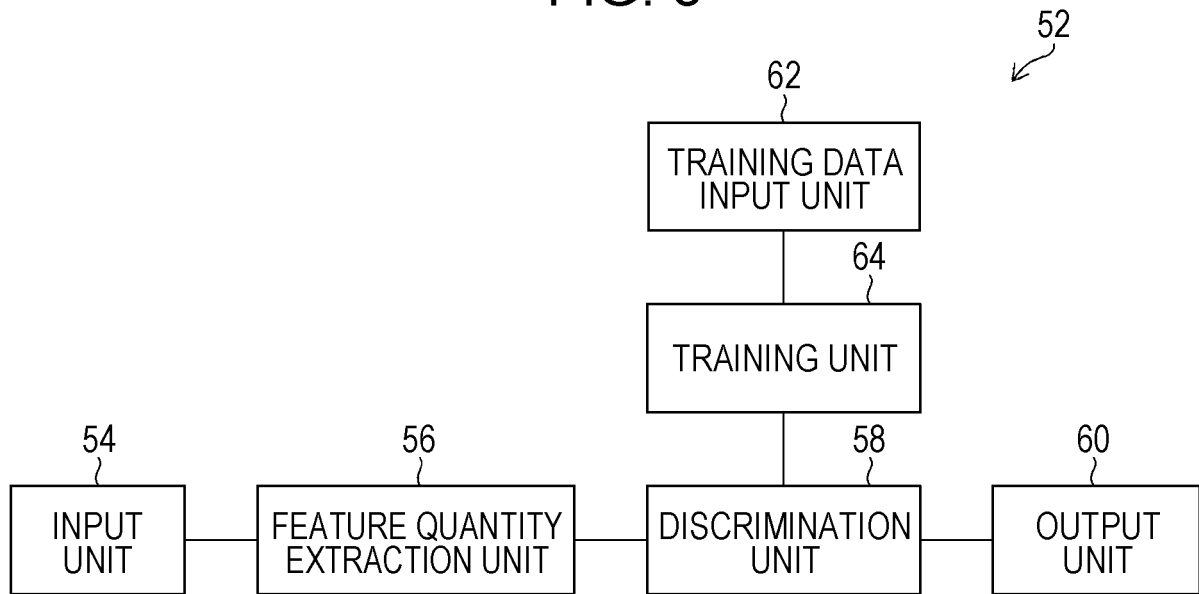 52
62
TRAINING DATA
INPUT UNIT
64
TRAINING UNIT
54
56
58
60
INPUT
UNIT
FEATURE QUANTITY
EXTRACTION UNIT
DISCRIMINATION
UNIT
OUTPUT
UNIT